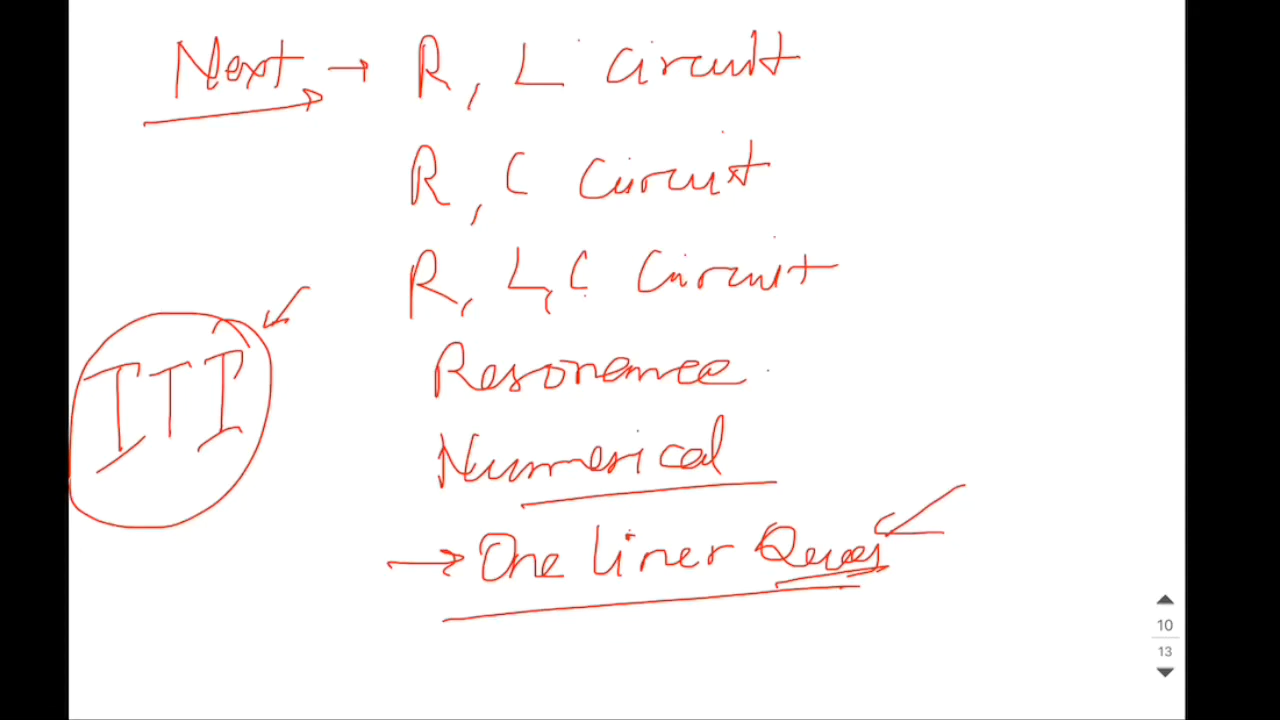 Next → R, L Circuit
R, C Circuit
R, L, C Circuit
ITI
Resonance
Numerical
→ One liner Ques
10
13